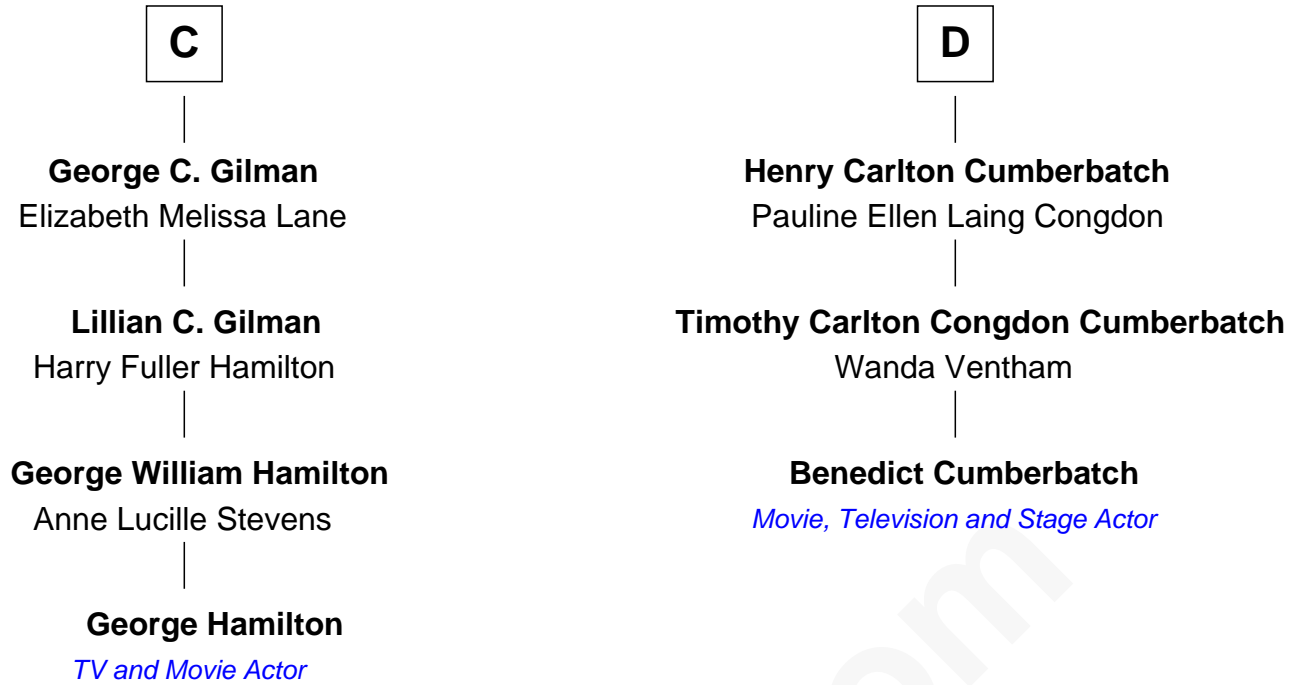 C
George C. Gilman
Elizabeth Melissa Lane
Lillian C. Gilman
Harry Fuller Hamilton
George William Hamilton
Anne Lucille Stevens
George Hamilton
TV and Movie Actor
D
Henry Carlton Cumberbatch
Pauline Ellen Laing Congdon
Timothy Carlton Congdon Cumberbatch
Wanda Ventham
Benedict Cumberbatch
Movie, Television and Stage Actor
om